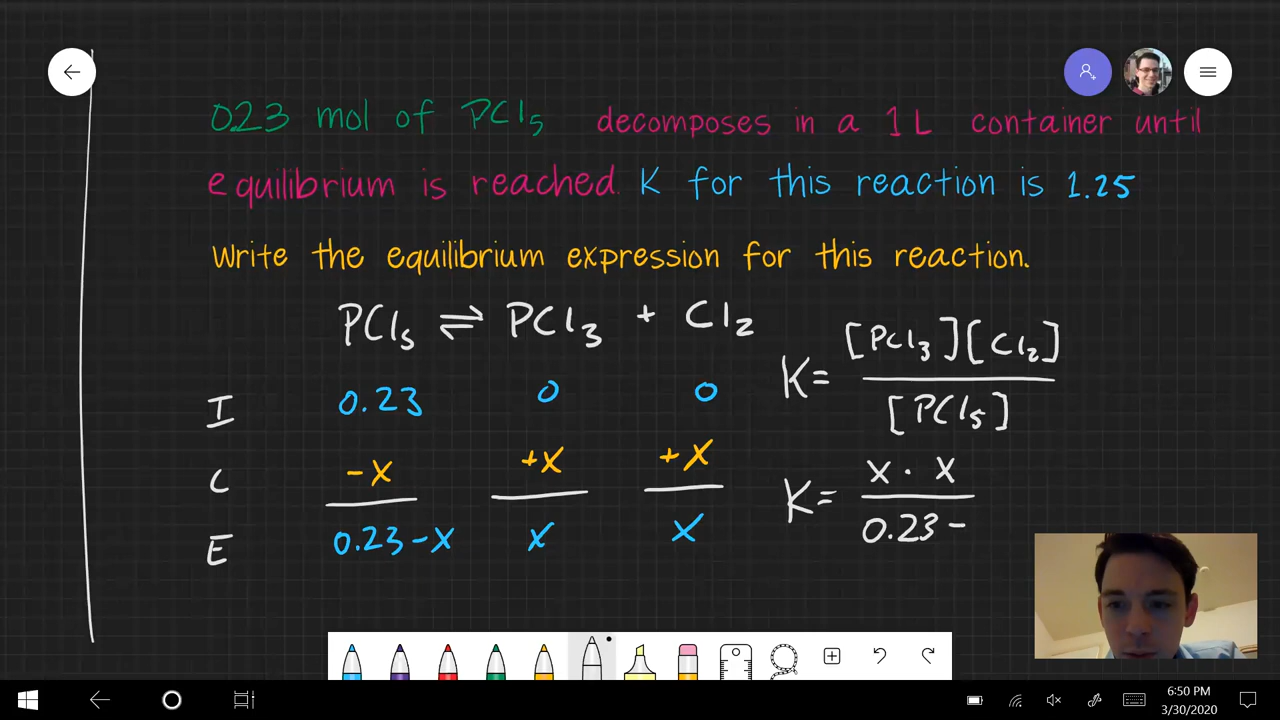 0.23 mol of PCl₅ decomposes in a 1 L container until
equilibrium is reached. K for this reaction is 1.25
Write the equilibrium expression for this reaction.
PCl₅ ⇌ PCl₃ + Cl₂
K= [PCl₃][Cl₂] / [PCl₅]
I 0.23 0 0
C -x +x +x
K= x · x / 0.23 -
E 0.23-x x x
6:50 PM
3/30/2020